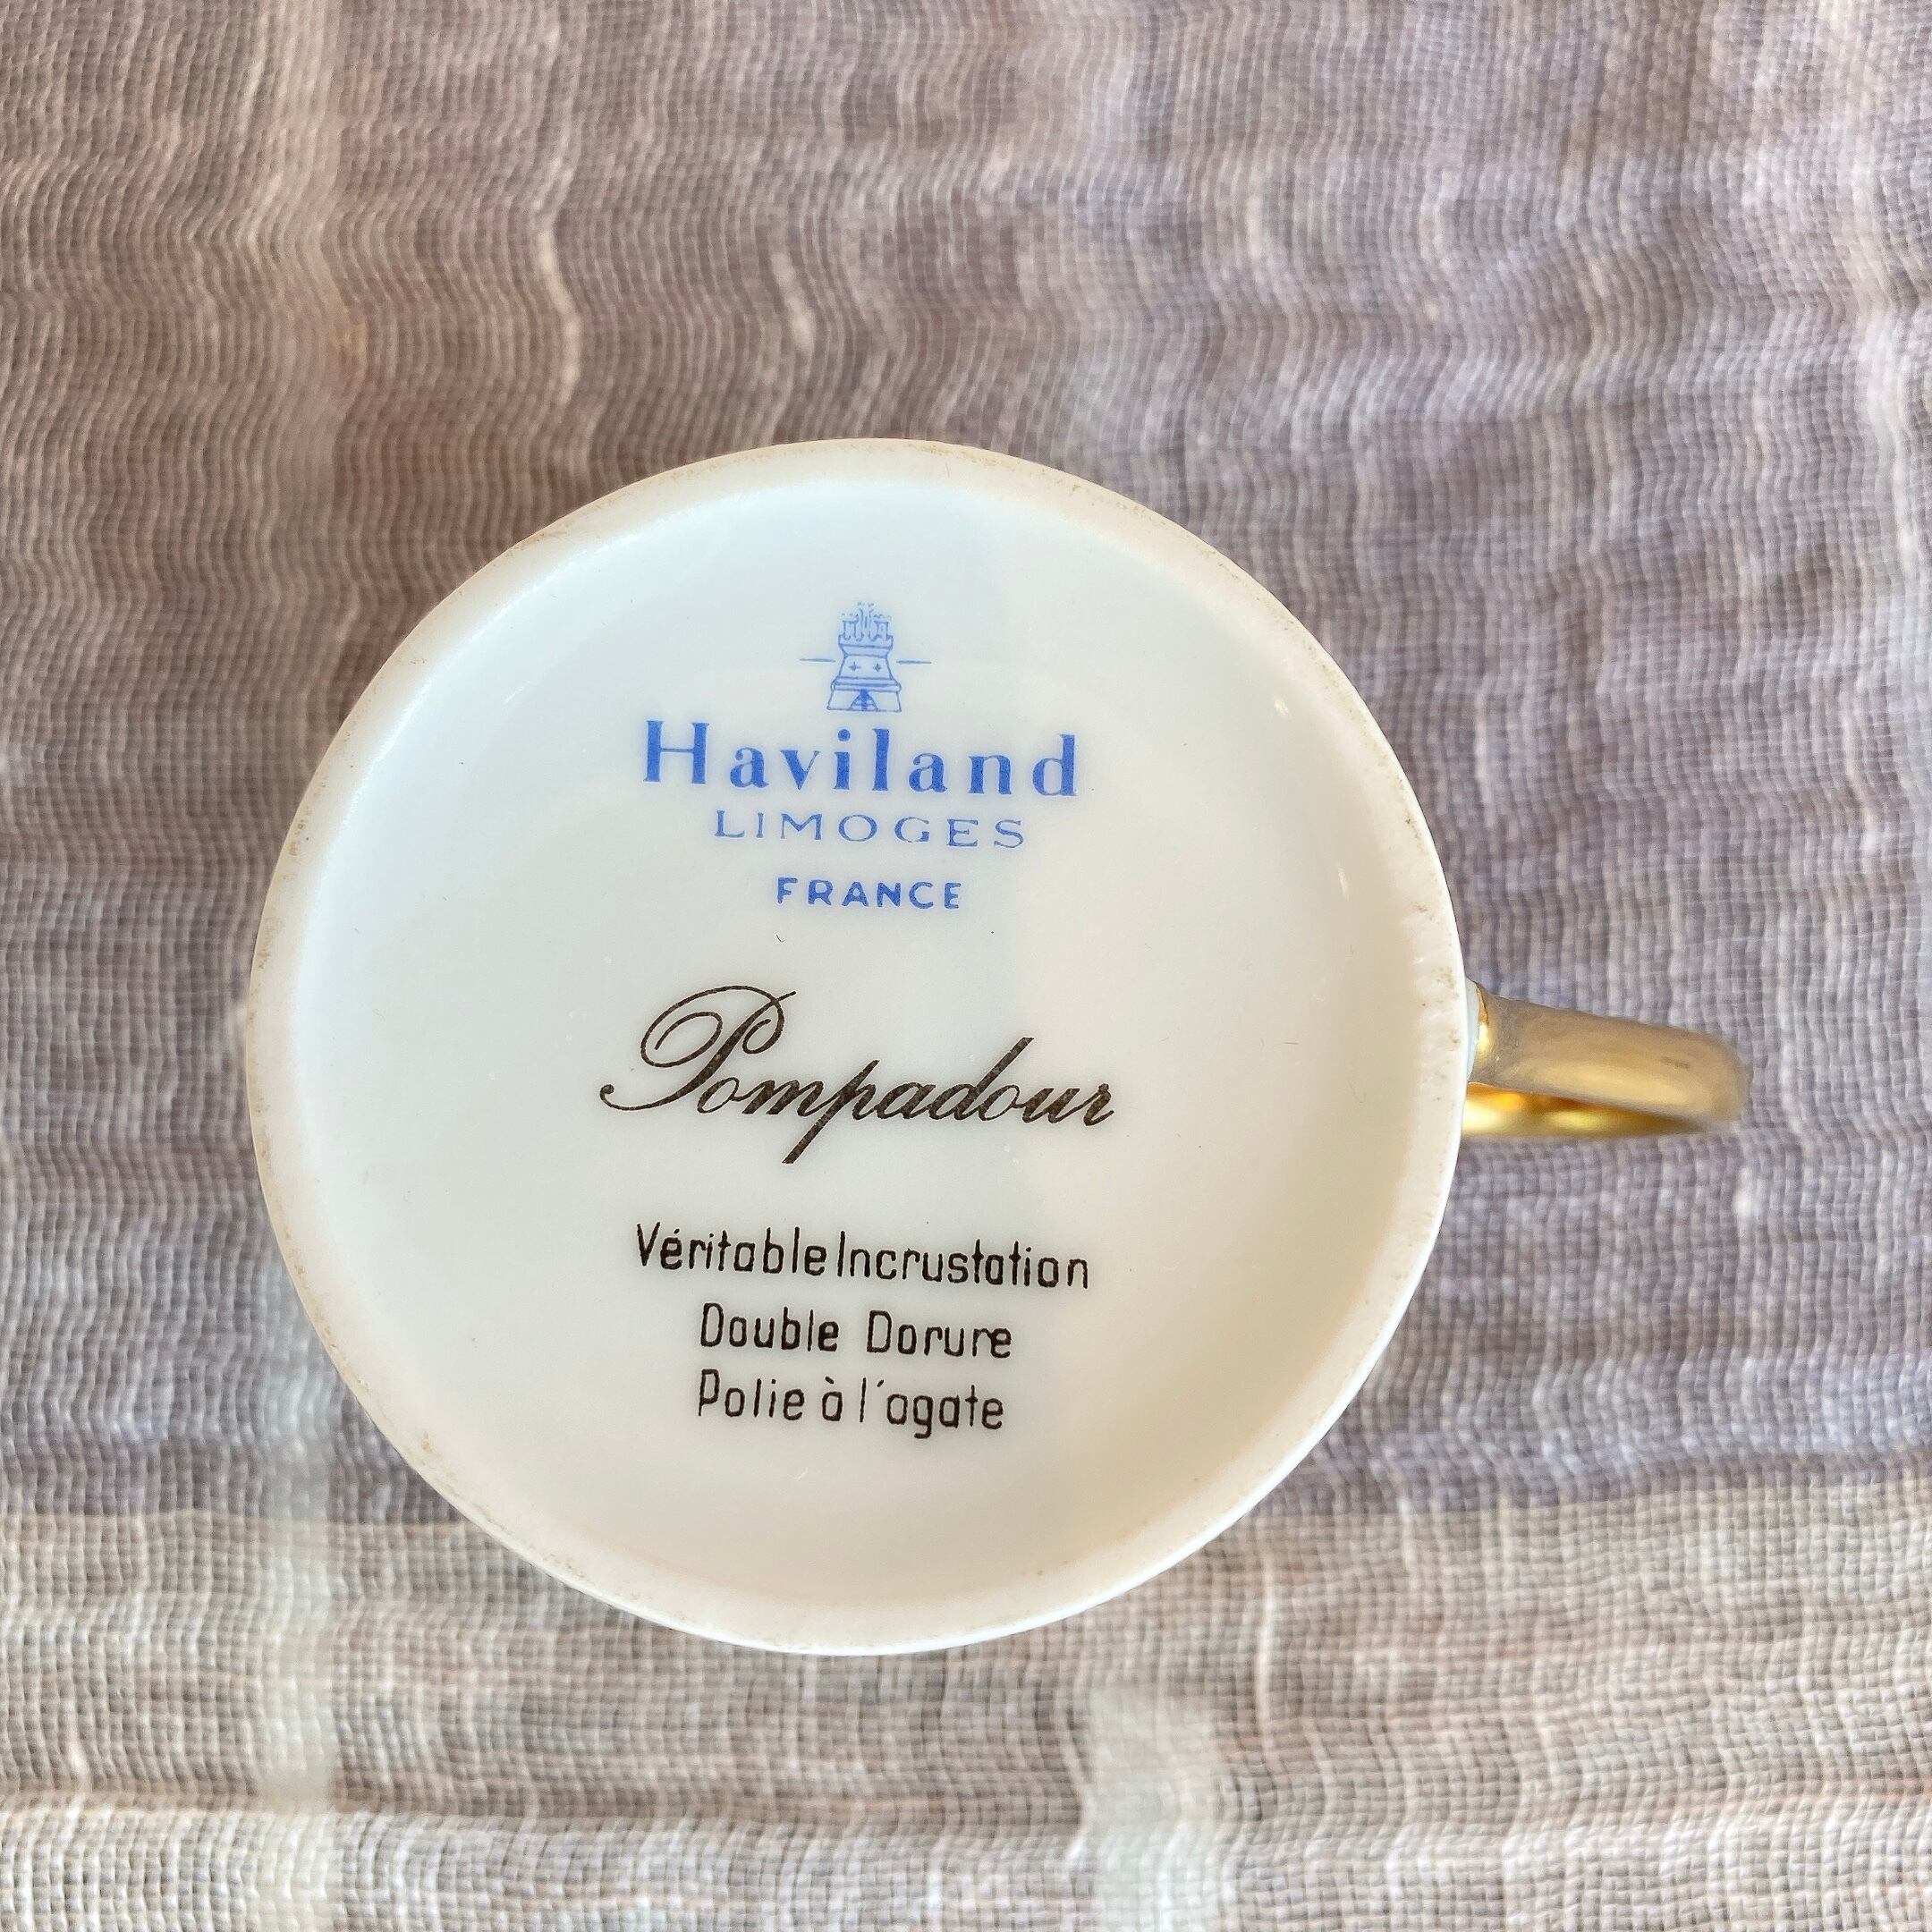 Haviland
LIMOGES
FRANCE
Pompadour
Véritable Incrustation
Double Dorure
Polie à l'agate